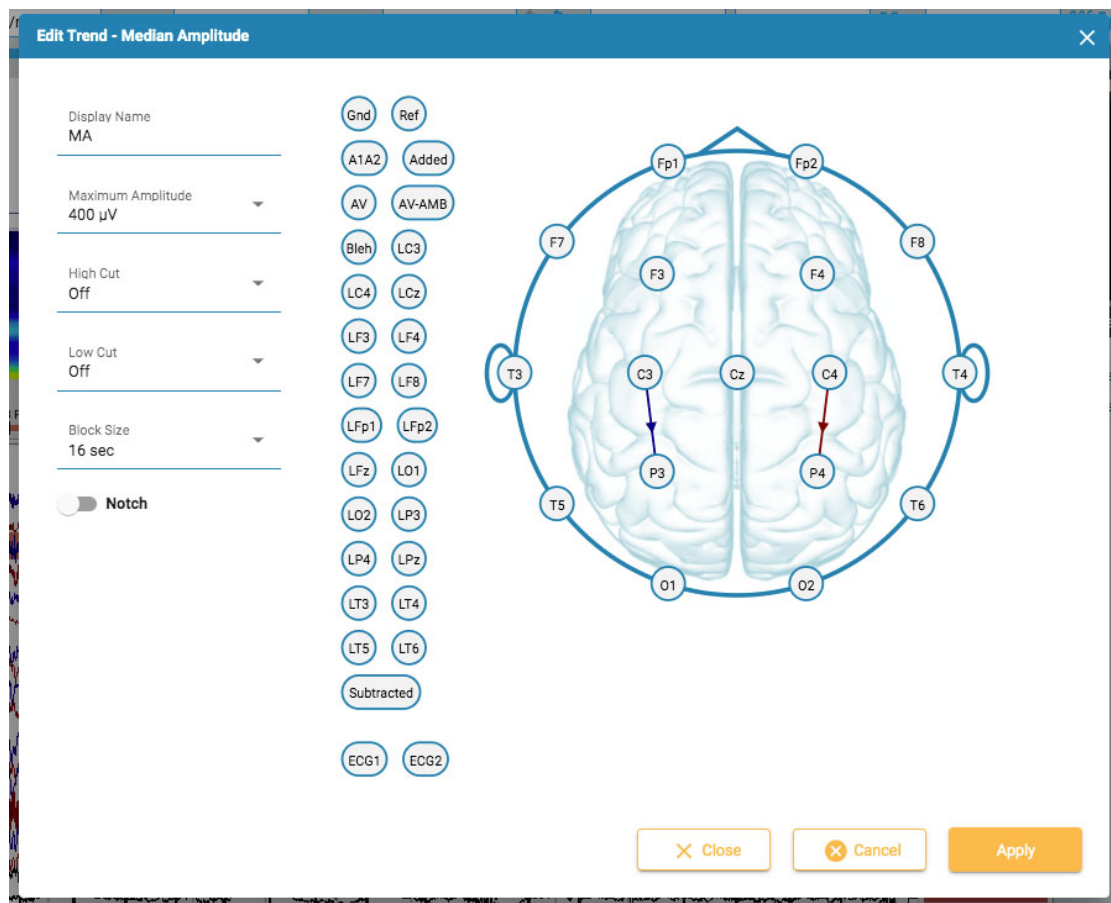 Edit Trend - Median Amplitude
Display Name
MA
Maximum Amplitude
400 µV
High Cut
Off
Low Cut
Off
Block Size
16 sec
Notch
Gnd Ref
A1A2 Added
AV AV-AMB
Bleh LC3
LC4 LCz
LF3 LF4
LF7 LF8
LFp1 LFp2
LFz LO1
LO2 LP3
LP4 LPz
LT3 LT4
LT5 LT6
Subtracted
ECG1 ECG2
Fp1 Fp2
F7 F8
F3 F4
T3 C3 Cz C4 T4
P3 P4
T5 T6
O1 O2
Close Cancel Apply